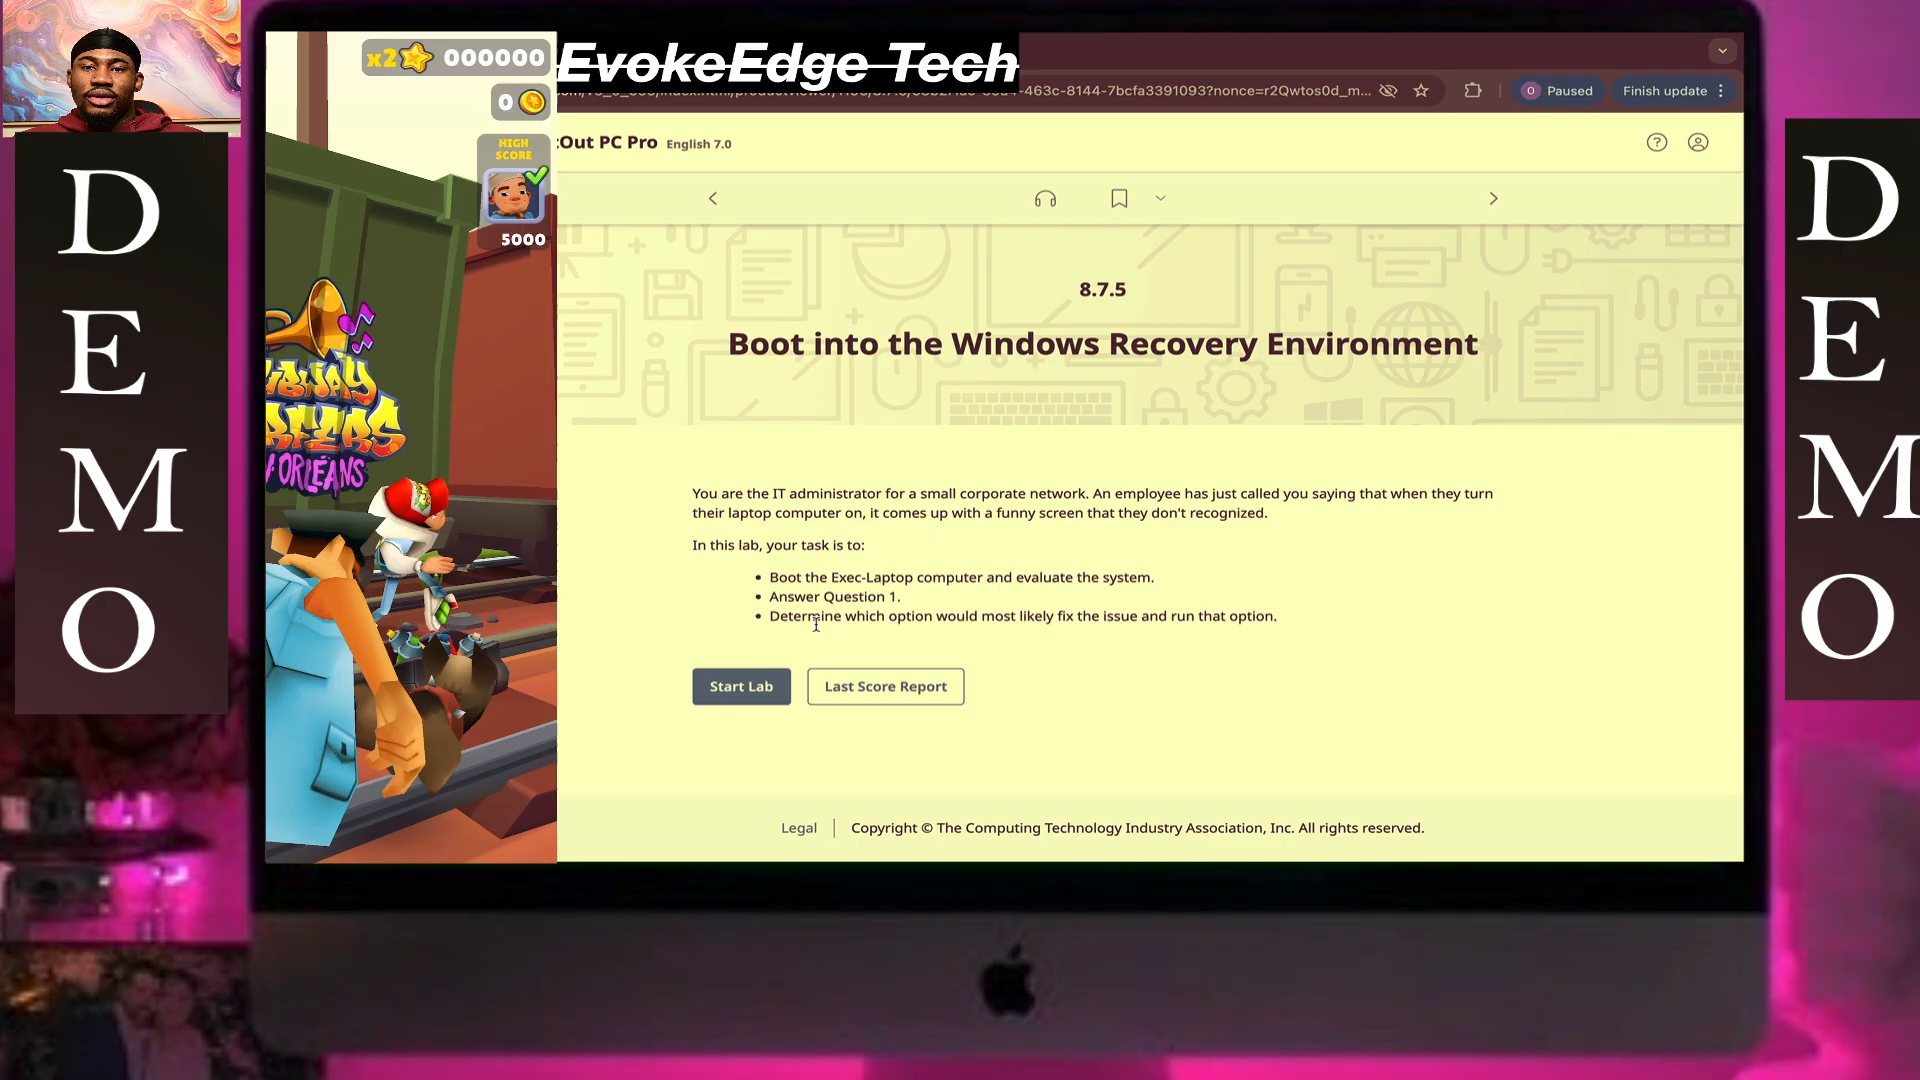 x2 000000
EvokeEdge Tech
-463c-8144-7bcfa3391093?nonce=r2Qwtos0d_m...
O Paused
Finish update
0
HIGH
SCORE
5000
:Out PC Pro English 7.0
D
E
M
O
D
E
M
O
ORLEANS
8.7.5
Boot into the Windows Recovery Environment
You are the IT administrator for a small corporate network. An employee has just called you saying that when they turn
their laptop computer on, it comes up with a funny screen that they don't recognized.
In this lab, your task is to:
• Boot the Exec-Laptop computer and evaluate the system.
• Answer Question 1.
• Determine which option would most likely fix the issue and run that option.
Start Lab
Last Score Report
Legal
Copyright © The Computing Technology Industry Association, Inc. All rights reserved.